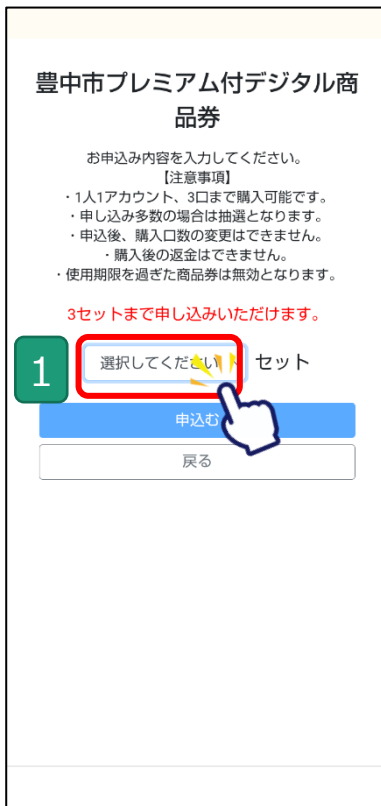 豊中市プレミアム付デジタル商
品券
お申込み内容を入力してください。
【注意事項】
・1人1アカウント、3口まで購入可能です。
・申し込み多数の場合は抽選となります。
・申込後、購入口数の変更はできません。
・購入後の返金はできません。
・使用期限を過ぎた商品券は無効となります。
3セットまで申し込みいただけます。
1 選択してください セット
申込む
戻る